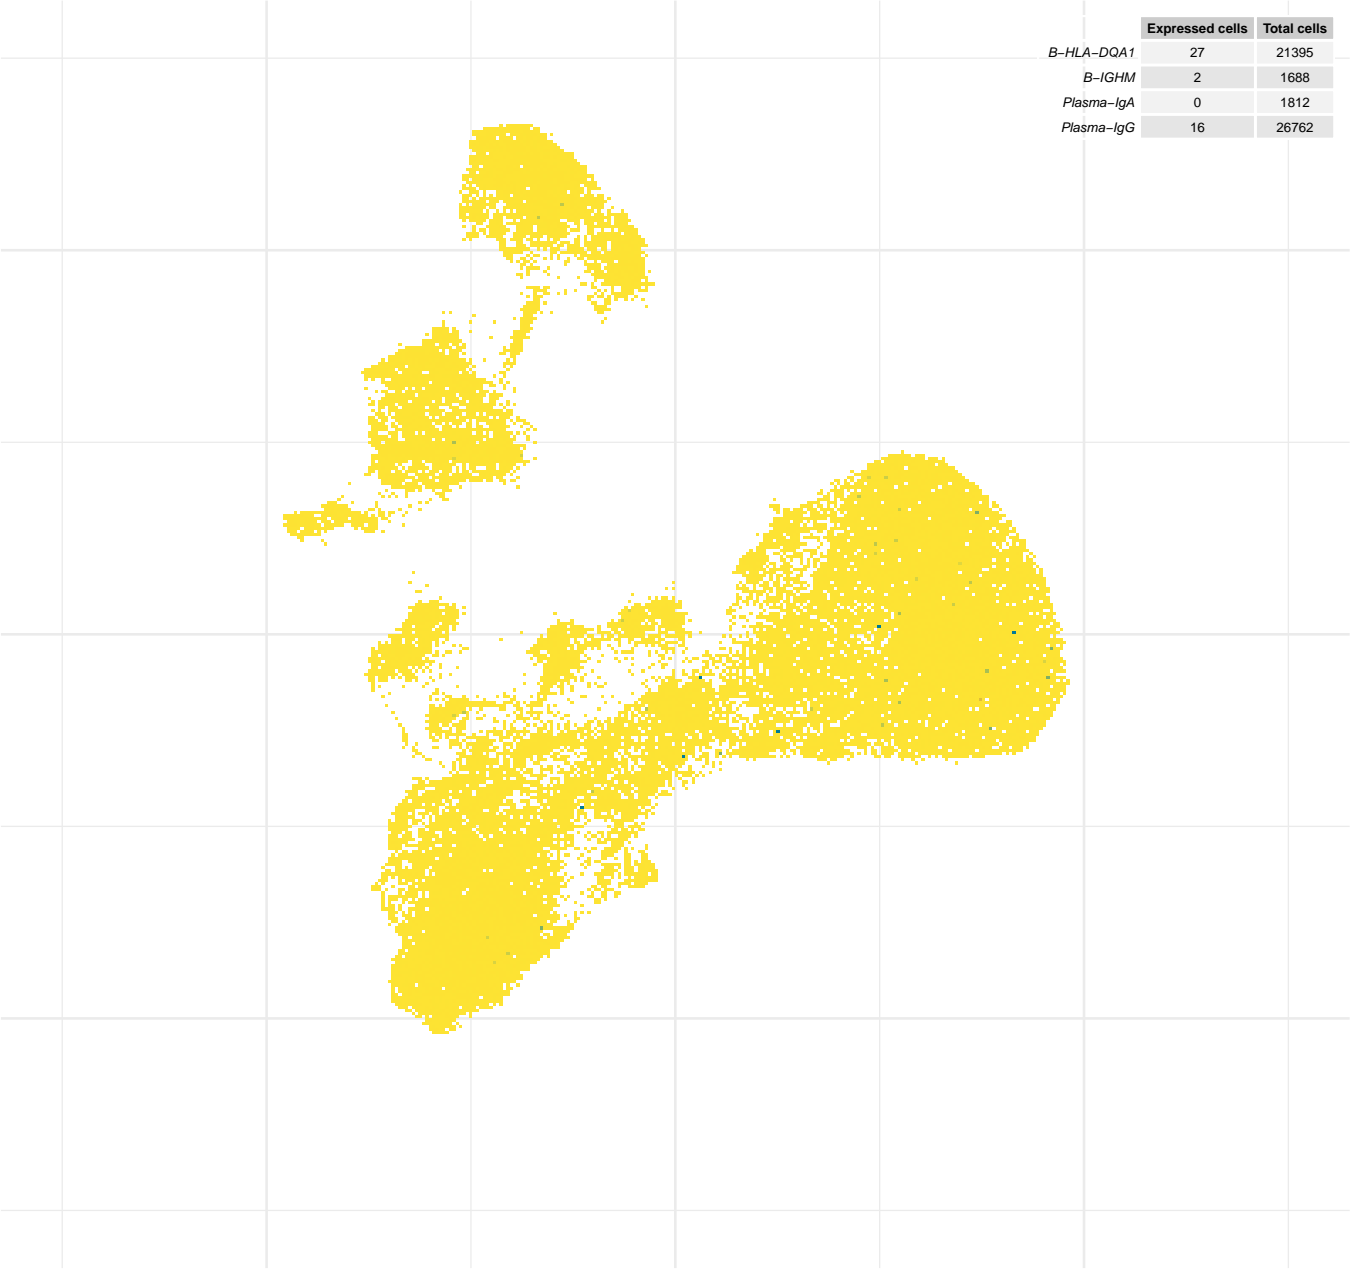 Expressed cells Total cells
B−HLA−DQA1 27 21395
B−IGHM 2 1688
Plasma−IgA 0 1812
Plasma−IgG 16 26762